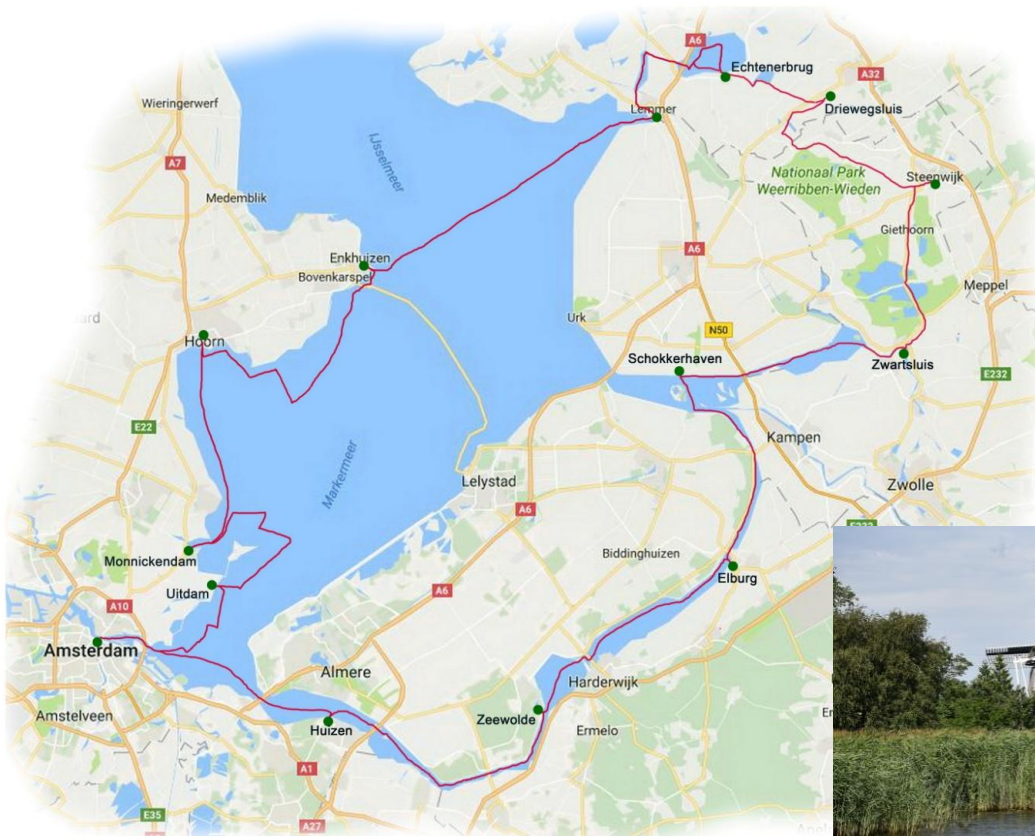 A6
Echtenerbrug
A32
Wieringerwerf
Lemmer
Driewegsluis
IJsselmeer
A7
Nationaal Park
Weerribben-Wieden
Steenwijk
Medemblik
Giethoorn
Enkhuizen
Bovenkarspel
A6
Meppel
Urk
N50
Hoorn
Schokkerhaven
Zwartsluis
E232
E22
Kampen
Markermeer
Lelystad
Zwolle
A6
Monnickendam
Biddinghuizen
Elburg
Uitdam
A6
A10
Amsterdam
Almere
Harderwijk
Zeewolde
Amstelveen
Huizen
Ermelo
A1
E35
A27